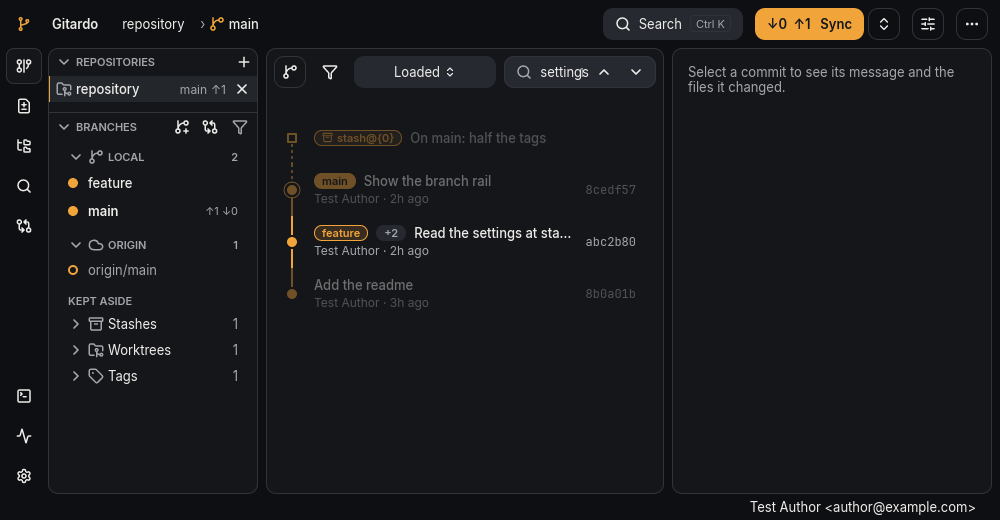 Gitardo repository › main Search Ctrl K ↓0 ↑1 Sync
REPOSITORIES
repository main ↑1
BRANCHES
LOCAL 2
feature
main ↑1 ↓0
ORIGIN 1
origin/main
KEPT ASIDE
Stashes 1
Worktrees 1
Tags 1
Loaded settings
stash@{0} On main: half the tags
main Show the branch rail
Test Author · 2h ago 8cedf57
feature +2 Read the settings at sta...
Test Author · 2h ago abc2b80
Add the readme
Test Author · 3h ago 8b0a01b
Select a commit to see its message and the
files it changed.
Test Author <author@example.com>